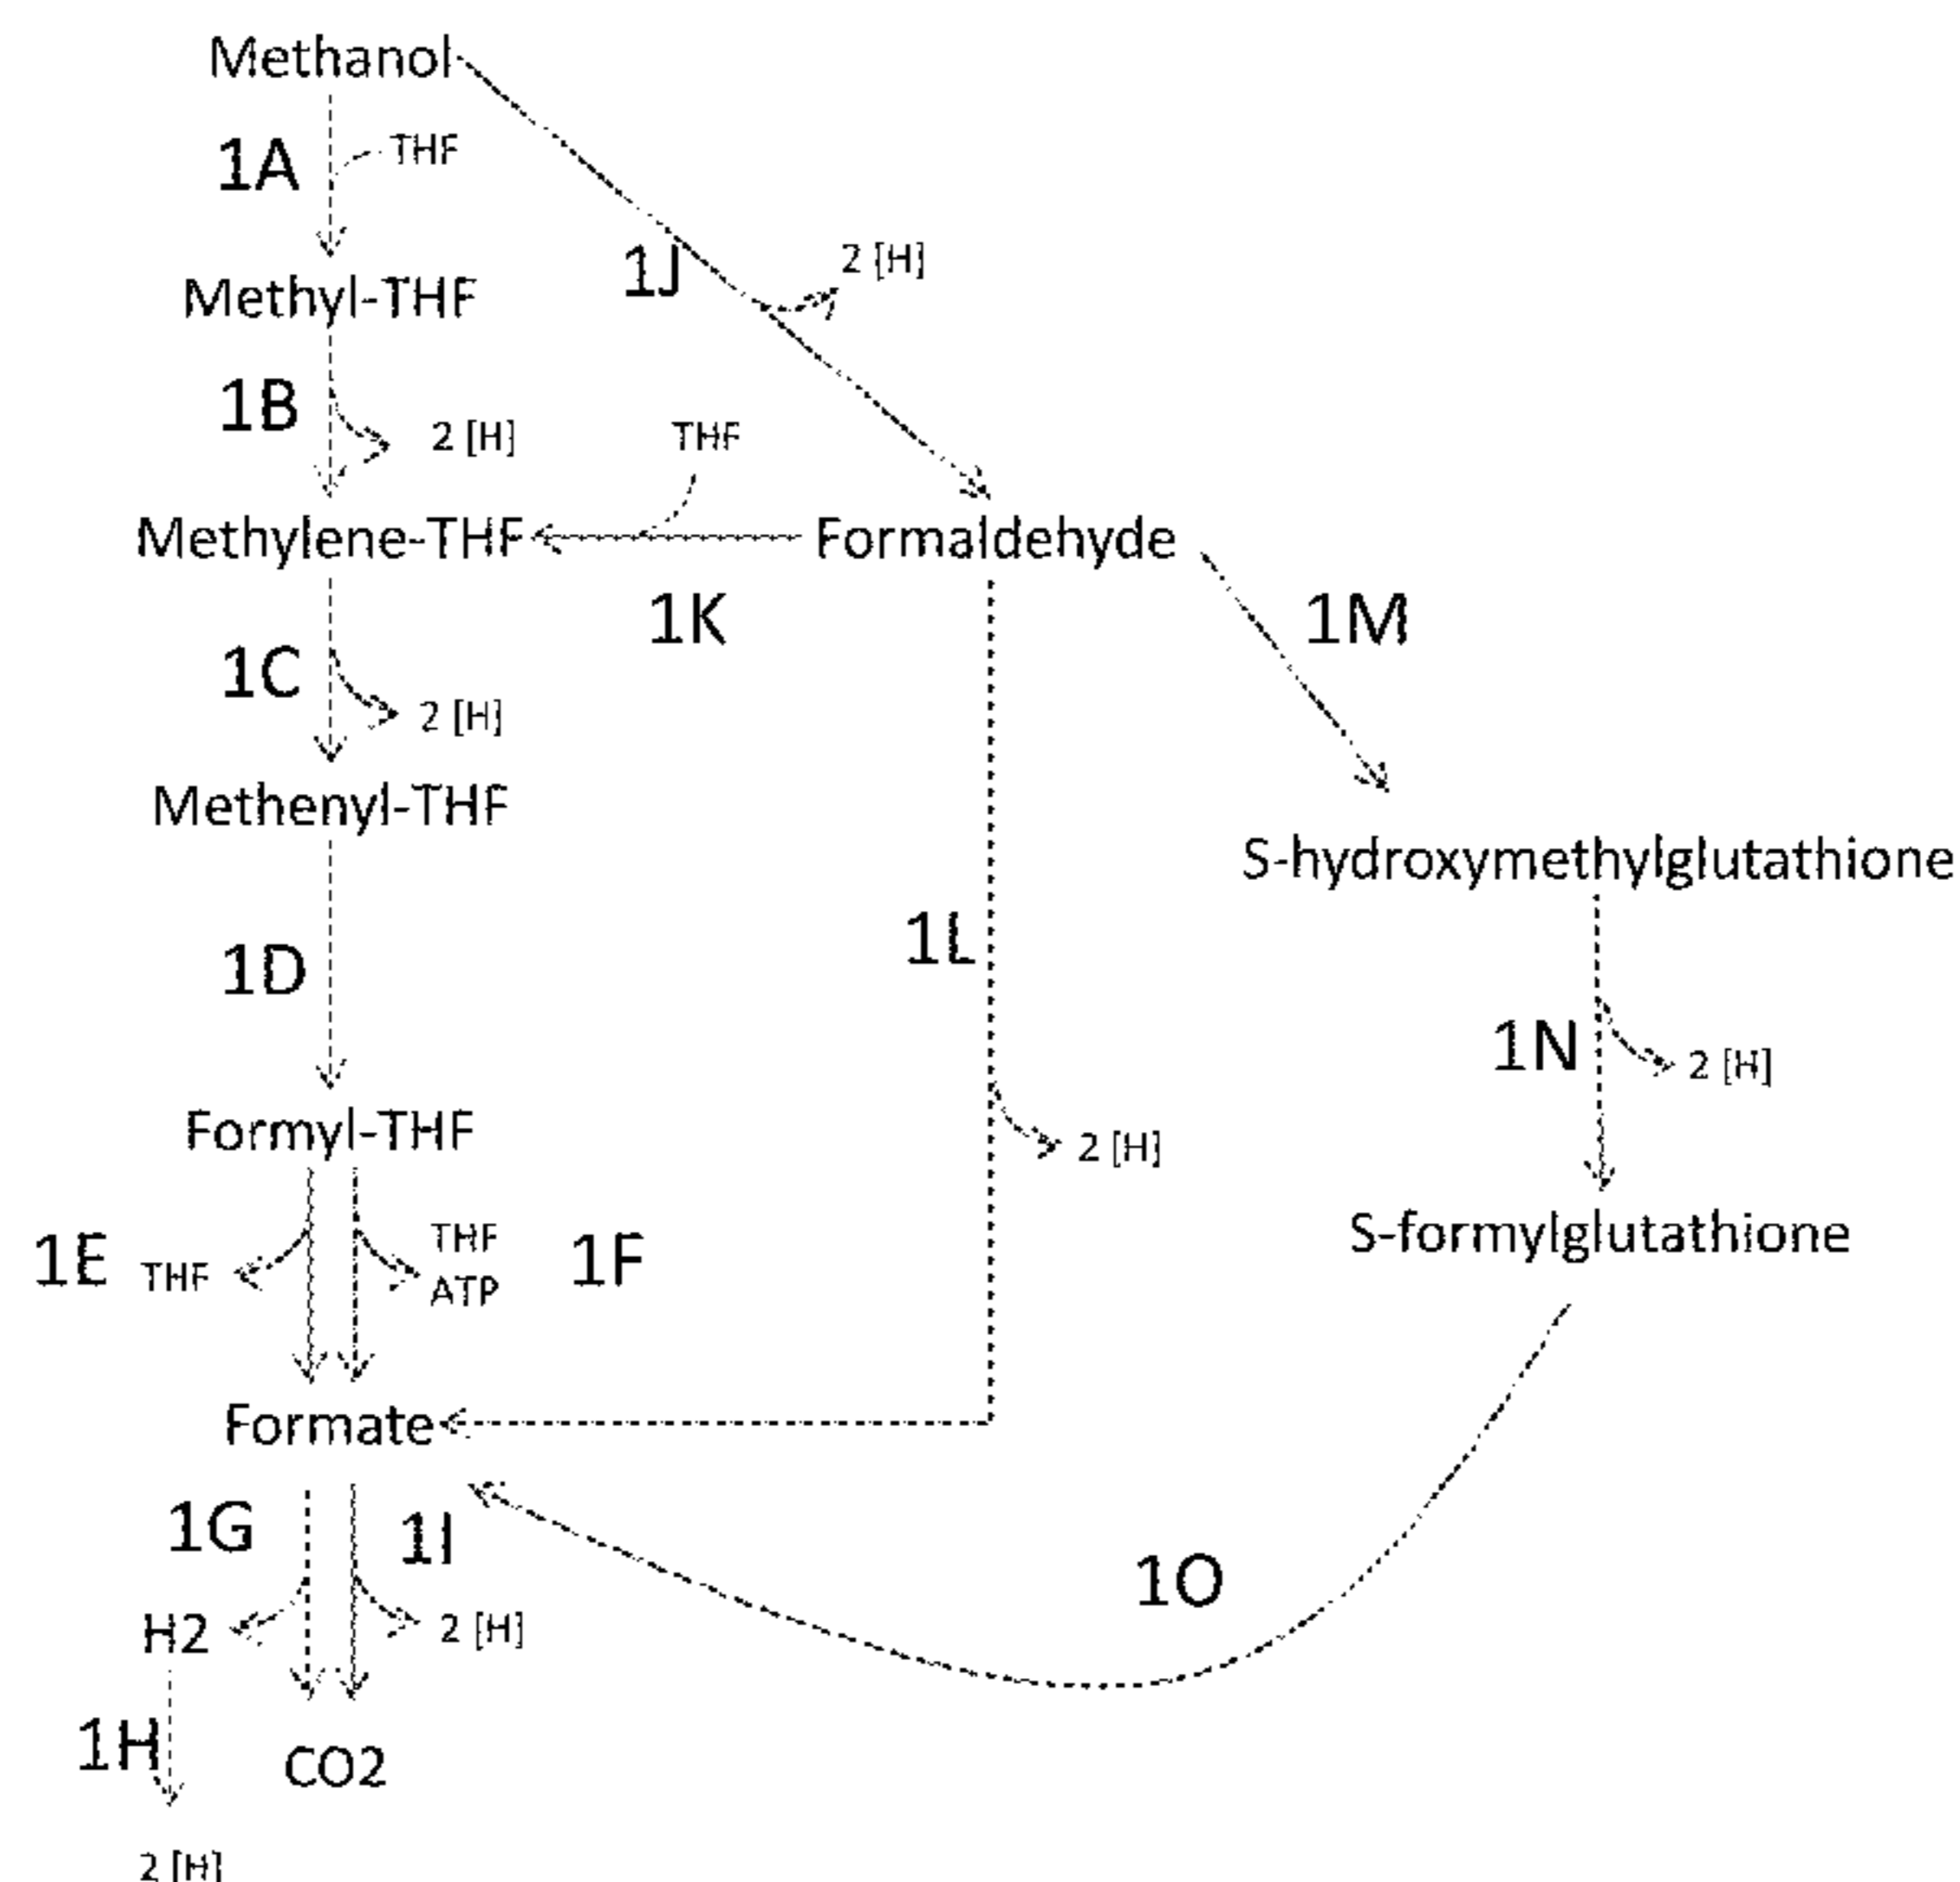 Methanol
1A
THF
1J
2 [H]
Methyl-THF
1B
2 [H]
THF
Methylene-THF
Formaldehyde
1K
1M
1C
2 [H]
Methenyl-THF
S-hydroxymethylglutathione
1L
1D
1N
2 [H]
Formyl-THF
2 [H]
1E
THF
THF
ATP
1F
S-formylglutathione
Formate
1G
1I
1O
H2
2 [H]
1H
CO2
2 [H]